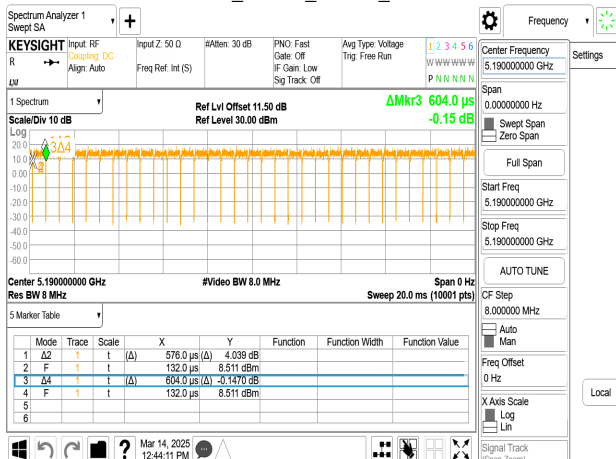 Spectrum Analyzer 1
Swept SA
+
Frequency
KEYSIGHT
R
LXI
Input: RF
Coupling: DC
Align: Auto
Input Z: 50 Ω
Freq Ref: Int (S)
#Atten: 30 dB
PNO: Fast
Gate: Off
IF Gain: Low
Sig Track: Off
Avg Type: Voltage
Trig: Free Run
1 2 3 4 5 6
W W W W W W
P N N N N N
1 Spectrum
Scale/Div 10 dB
Ref Lvl Offset 11.50 dB
Ref Level 30.00 dBm
ΔMkr3 604.0 µs
-0.15 dB
Log
20.0
10.0
0.00
-10.0
-20.0
-30.0
-40.0
-50.0
-60.0
3Δ4
Center 5.190000000 GHz
Res BW 8 MHz
#Video BW 8.0 MHz
Span 0 Hz
Sweep 20.0 ms (10001 pts)
5 Marker Table
Mode Trace Scale X Y Function Function Width Function Value
1 Δ2 1 t (Δ) 576.0 µs (Δ) 4.039 dB
2 F 1 t 132.0 µs 8.511 dBm
3 Δ4 1 t (Δ) 604.0 µs (Δ) -0.1470 dB
4 F 1 t 132.0 µs 8.511 dBm
5
6
?
Mar 14, 2025
12:44:11 PM
Center Frequency
5.190000000 GHz
Settings
Span
0.00000000 Hz
Swept Span
Zero Span
Full Span
Start Freq
5.190000000 GHz
Stop Freq
5.190000000 GHz
AUTO TUNE
CF Step
8.000000 MHz
Auto
Man
Freq Offset
0 Hz
X Axis Scale
Log
Lin
Local
Signal Track
(Span Zoom)